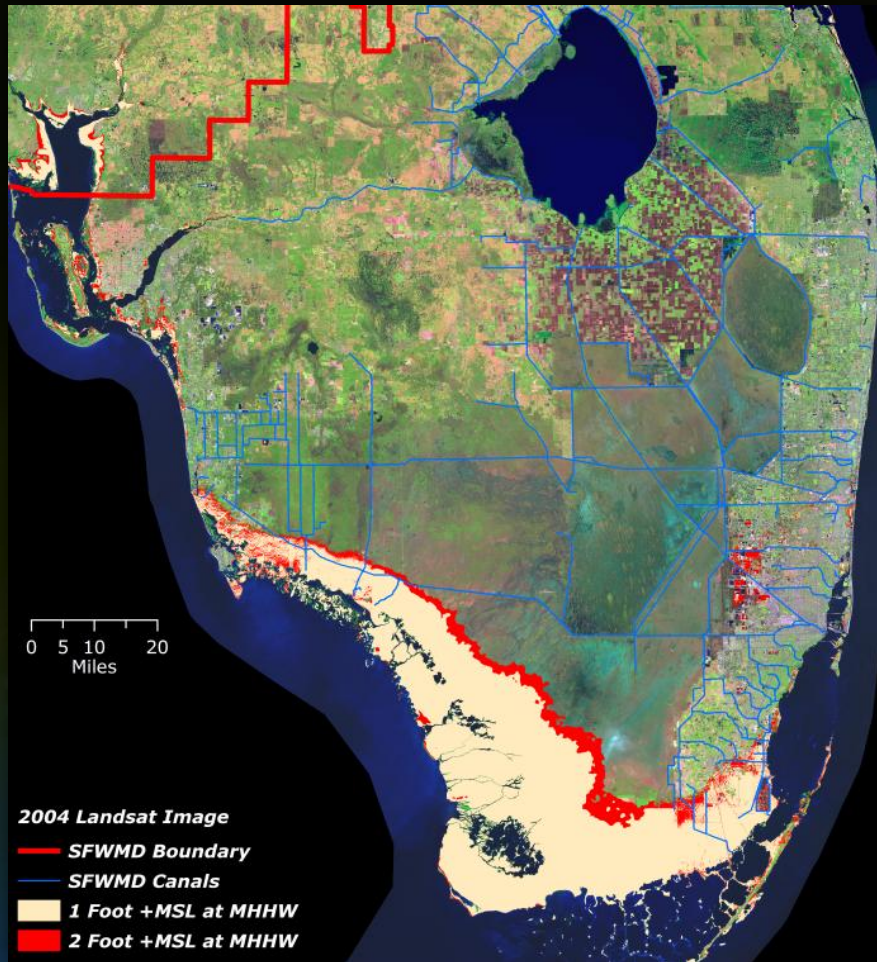 0 5 10 20
Miles
2004 Landsat Image
SFWMD Boundary
SFWMD Canals
1 Foot +MSL at MHHW
2 Foot +MSL at MHHW